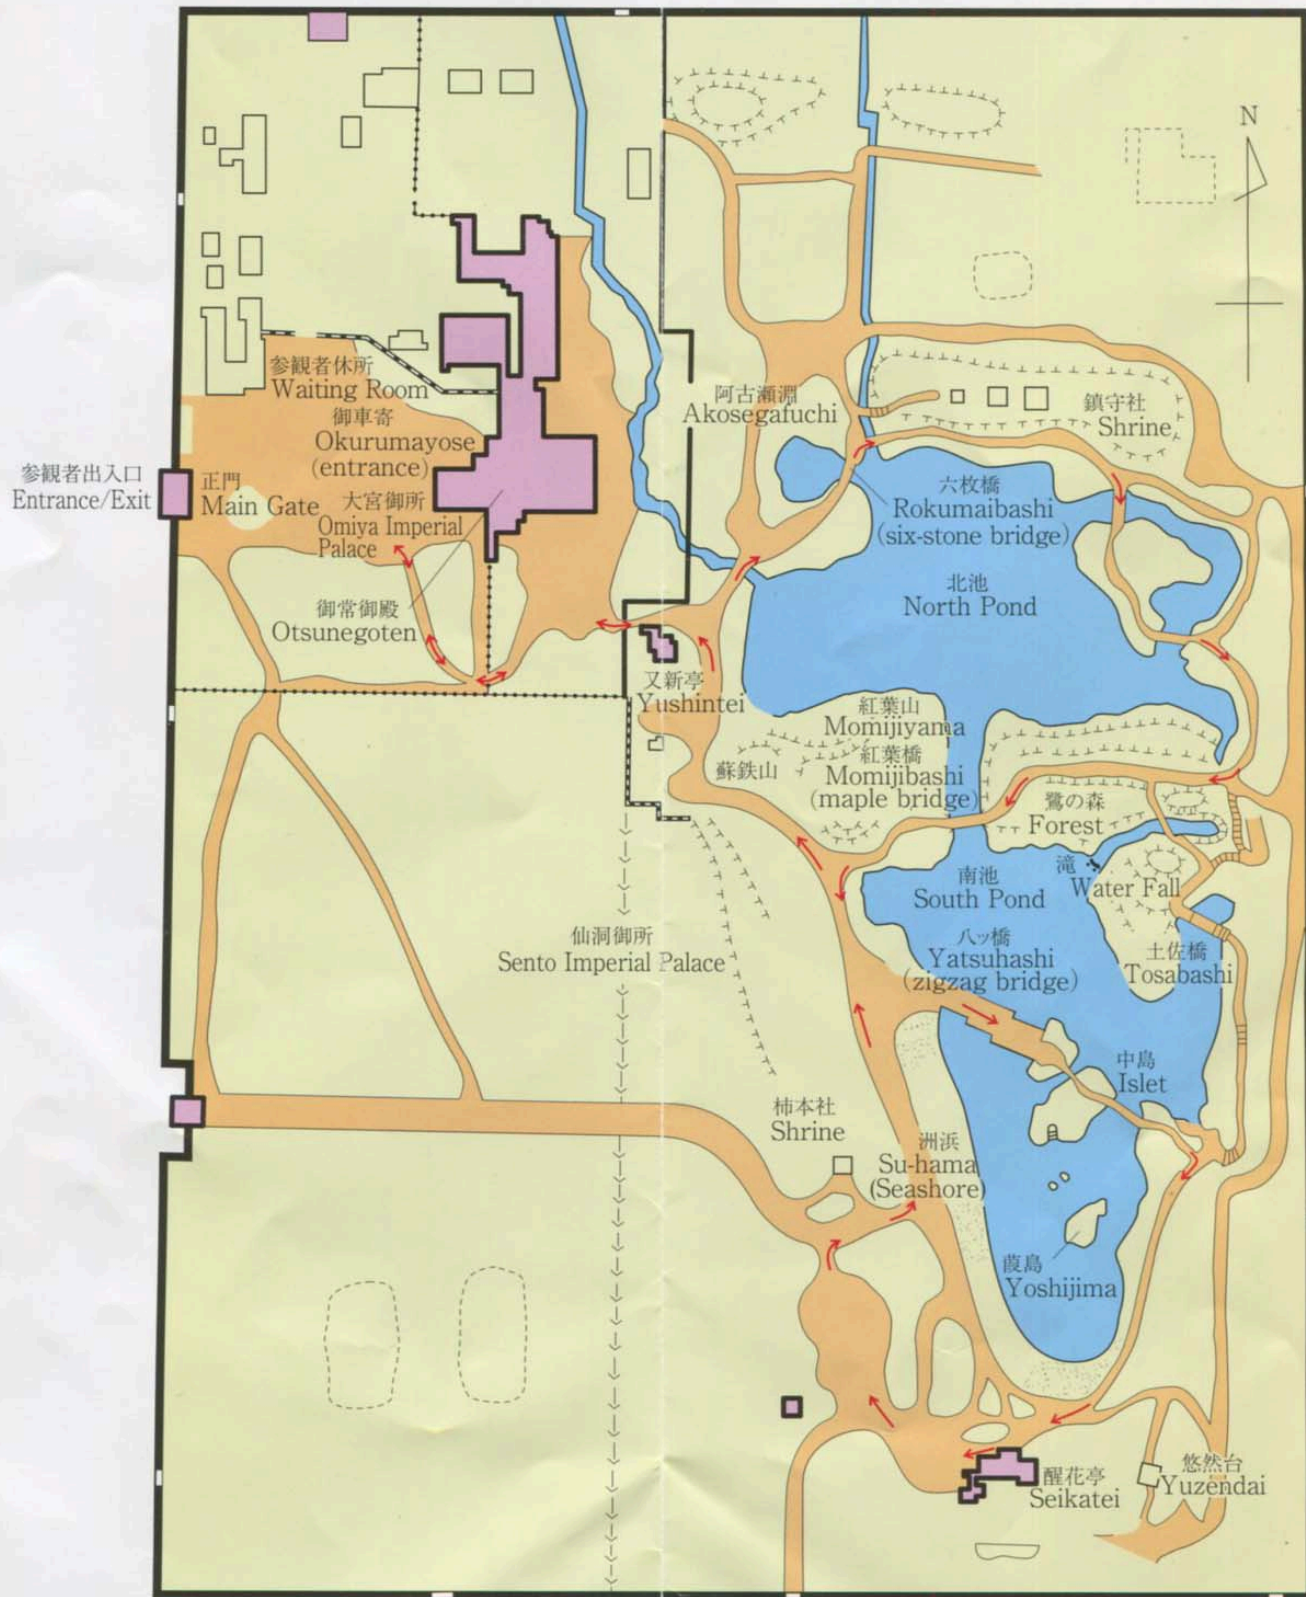 N
参観者休所
Waiting Room
御車寄
Okurumayose
(entrance)
参観者出入口
Entrance/Exit
正門
Main Gate
大宮御所
Omiya Imperial
Palace
御常御殿
Otsunegoten
阿古瀬淵
Akosegafuchi
鎮守社
Shrine
六枚橋
Rokumaibashi
(six-stone bridge)
北池
North Pond
又新亭
Yushintei
紅葉山
Momijiyama
蘇鉄山
紅葉橋
Momijibashi
(maple bridge)
鷺の森
Forest
滝
Water Fall
南池
South Pond
八ッ橋
Yatsuhashi
(zigzag bridge)
土佐橋
Tosabashi
仙洞御所
Sento Imperial Palace
中島
Islet
柿本社
Shrine
洲浜
Su-hama
(Seashore)
葭島
Yoshijima
醒花亭
Seikatei
悠然台
Yuzendai